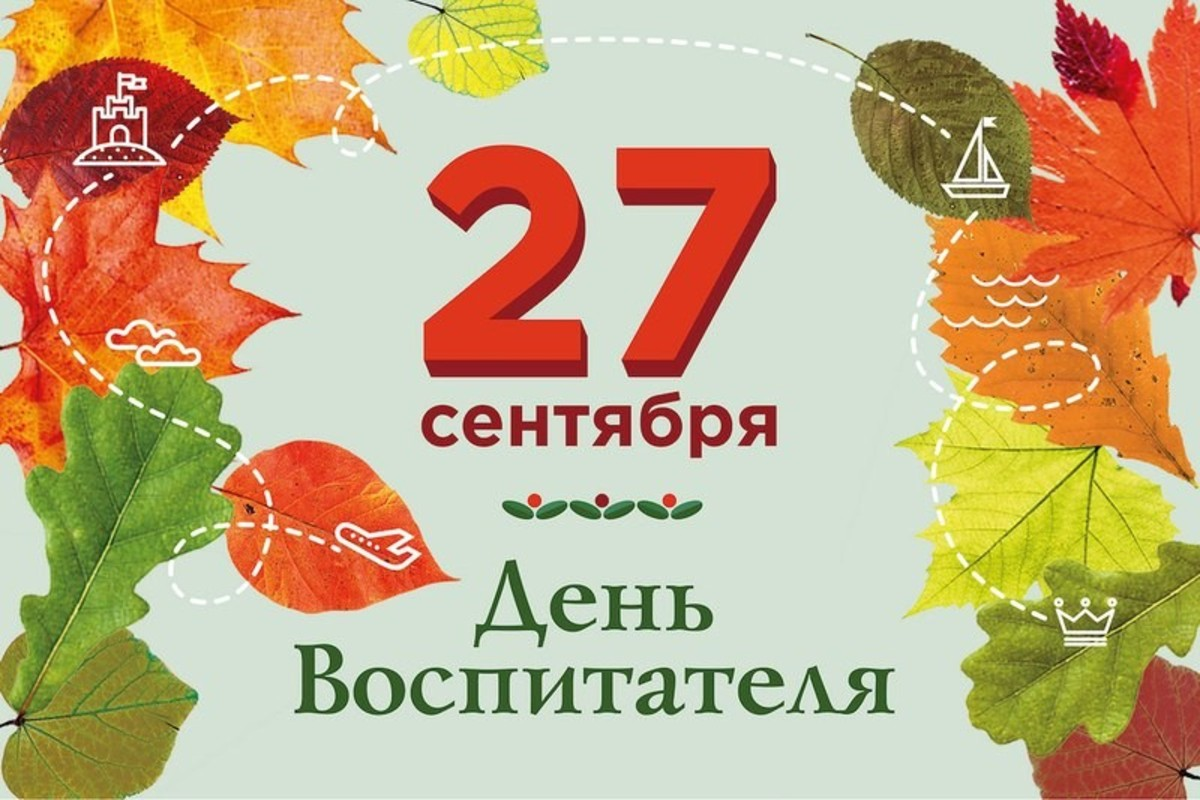 27
сентября
День
Воспитателя